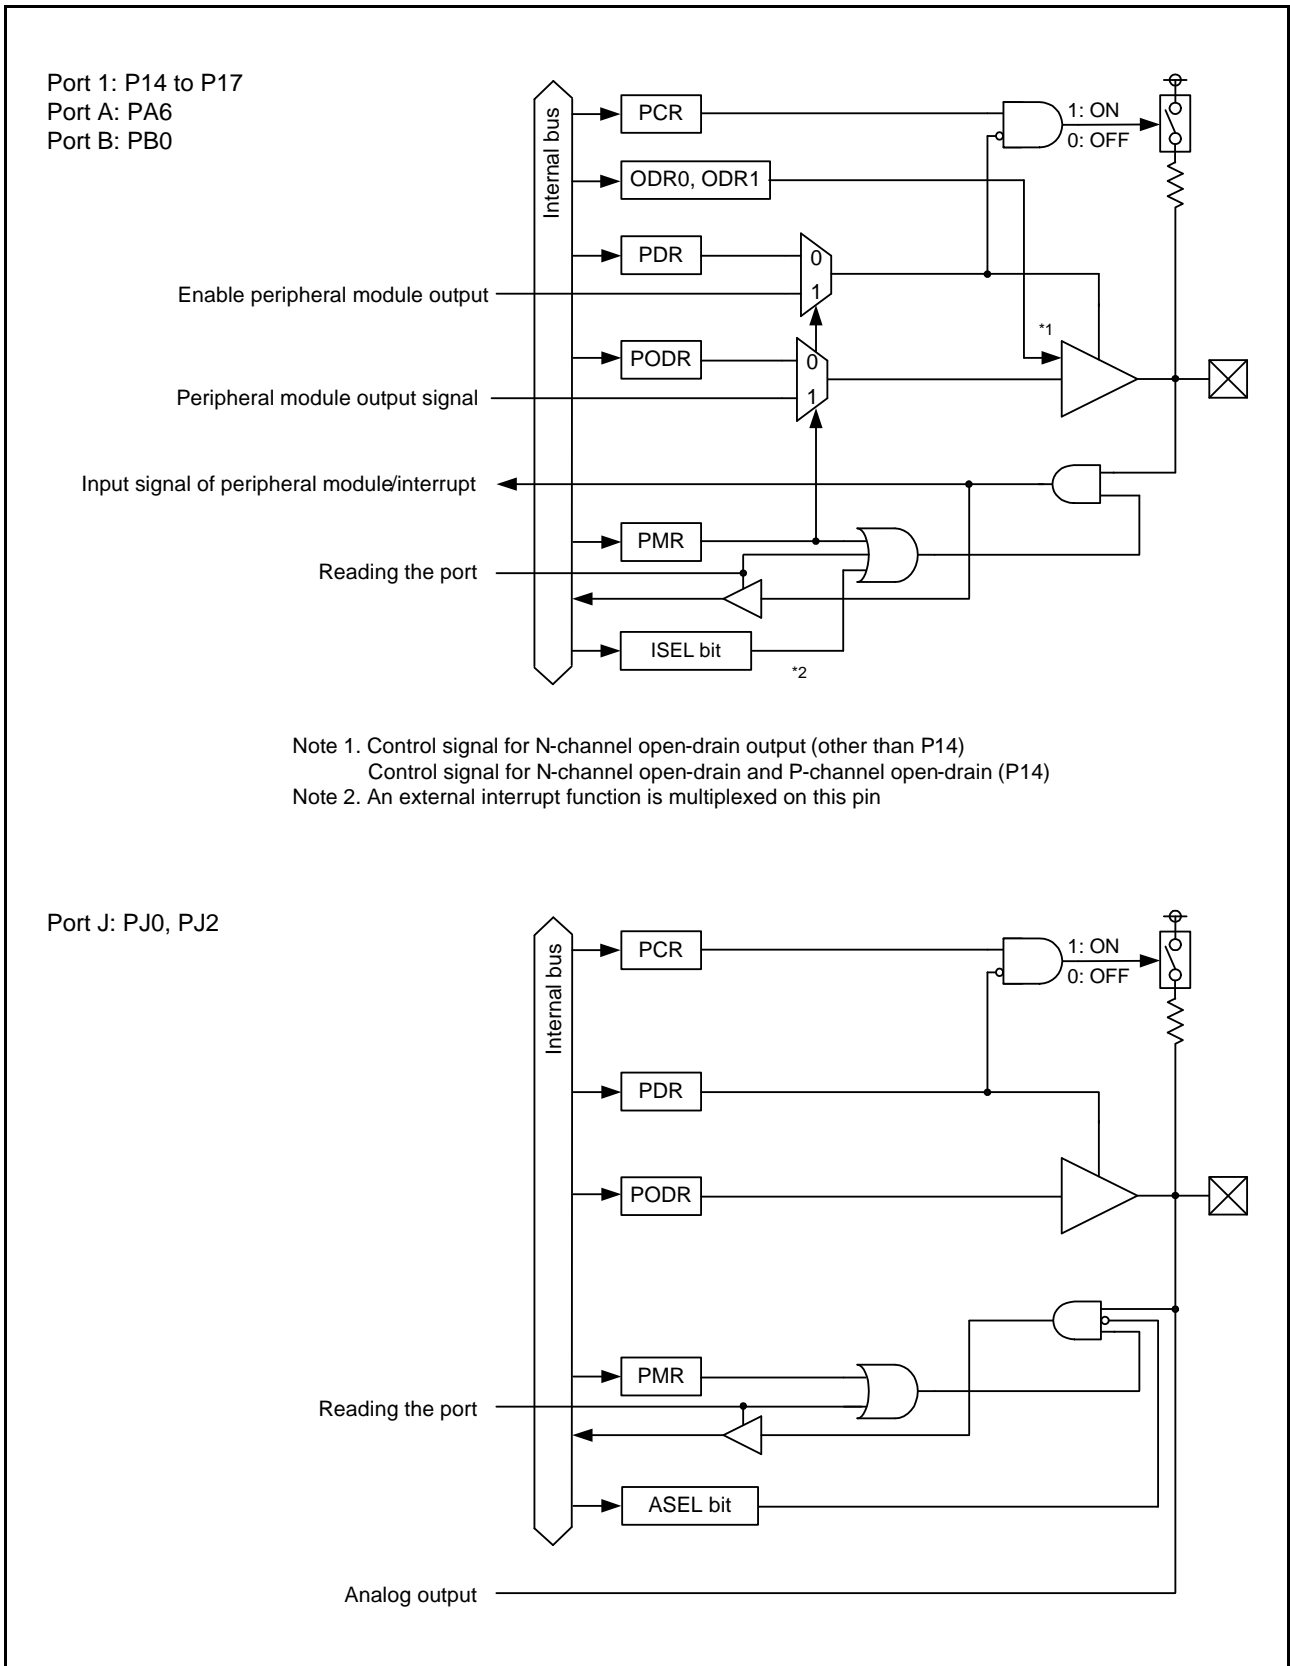 Port 1: P14 to P17
Port A: PA6
Port B: PB0
Internal bus
PCR
1: ON
0: OFF
ODR0, ODR1
PDR
0
1
Enable peripheral module output
*1
PODR
0
1
Peripheral module output signal
Input signal of peripheral module/interrupt
PMR
Reading the port
ISEL bit
*2
Note 1. Control signal for N-channel open-drain output (other than P14)
Control signal for N-channel open-drain and P-channel open-drain (P14)
Note 2. An external interrupt function is multiplexed on this pin
Port J: PJ0, PJ2
Internal bus
PCR
1: ON
0: OFF
PDR
PODR
PMR
Reading the port
ASEL bit
Analog output